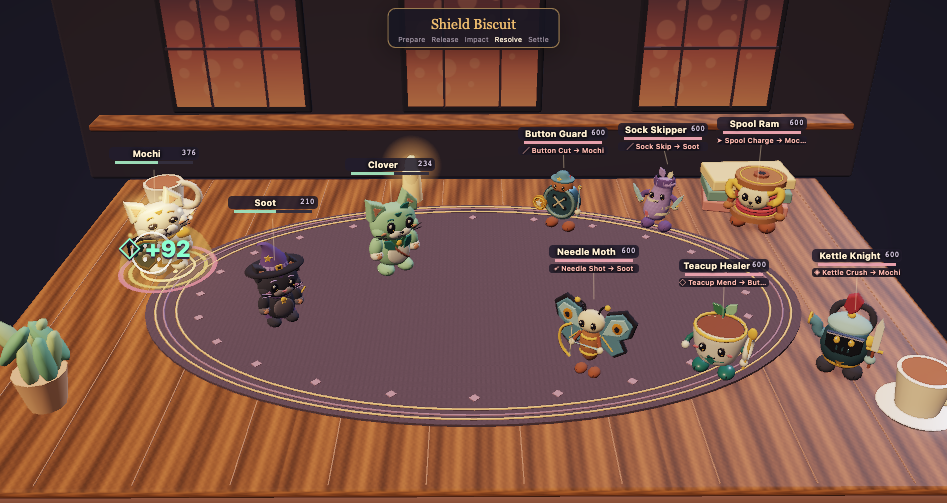 Shield Biscuit
Prepare Release Impact Resolve Settle
Mochi 376
+92
Soot 210
Clover 234
Button Guard 600
Button Cut → Mochi
Sock Skipper 600
Sock Skip → Soot
Spool Ram 600
Spool Charge → Moc...
Needle Moth 600
Needle Shot → Soot
Teacup Healer 600
Teacup Mend → But...
Kettle Knight 600
Kettle Crush → Mochi